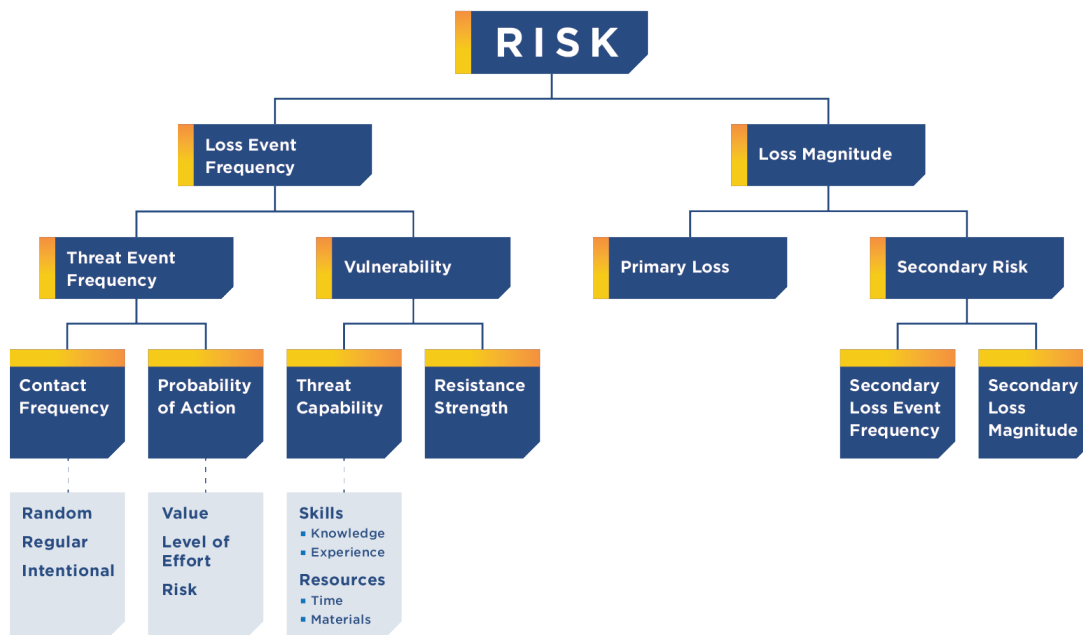 RISK
Loss Event
Frequency
Loss Magnitude
Threat Event
Frequency
Vulnerability
Primary Loss
Secondary Risk
Contact
Frequency
Probability
of Action
Threat
Capability
Resistance
Strength
Secondary
Loss Event
Frequency
Secondary
Loss
Magnitude
Random
Regular
Intentional
Value
Level of
Effort
Risk
Skills
Knowledge
Experience
Resources
Time
Materials